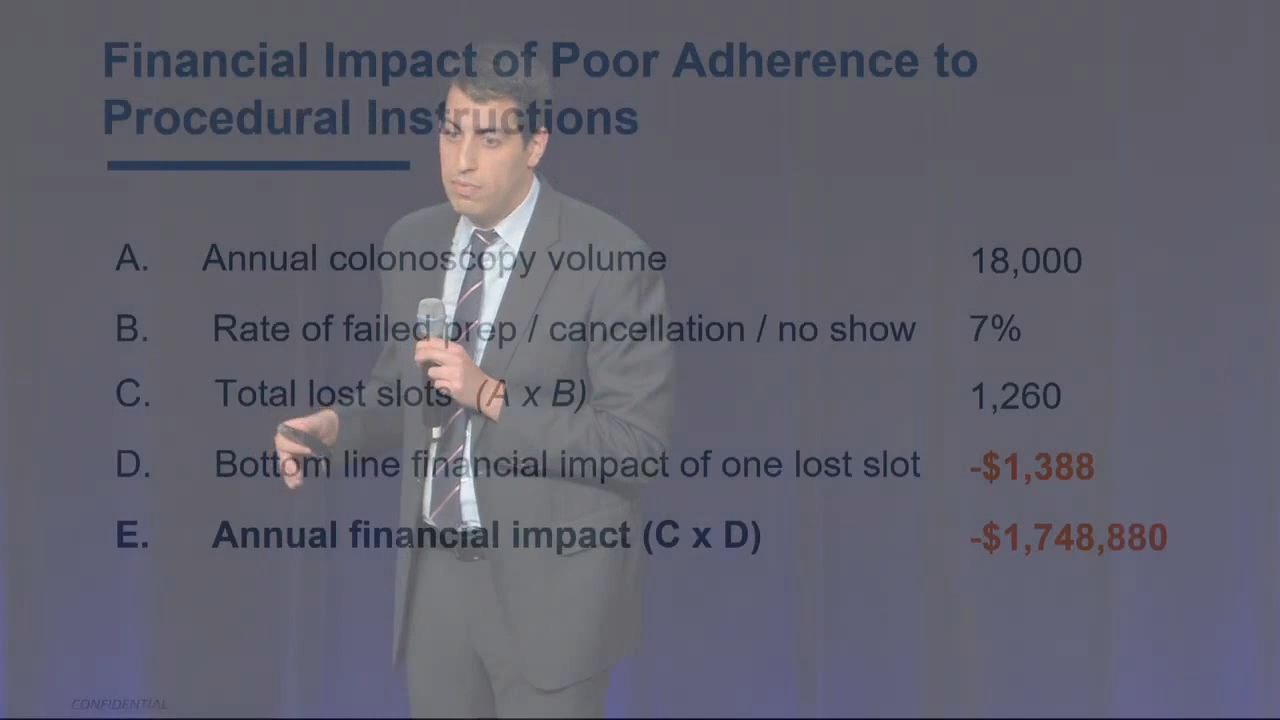 Financial Impact of Poor Adherence to
Procedural Instructions
A. Annual colonoscopy volume 18,000
B. Rate of failed prep / cancellation / no show 7%
C. Total lost slots (A x B) 1,260
D. Bottom line financial impact of one lost slot -$1,388
E. Annual financial impact (C x D) -$1,748,880
CONFIDENTIAL